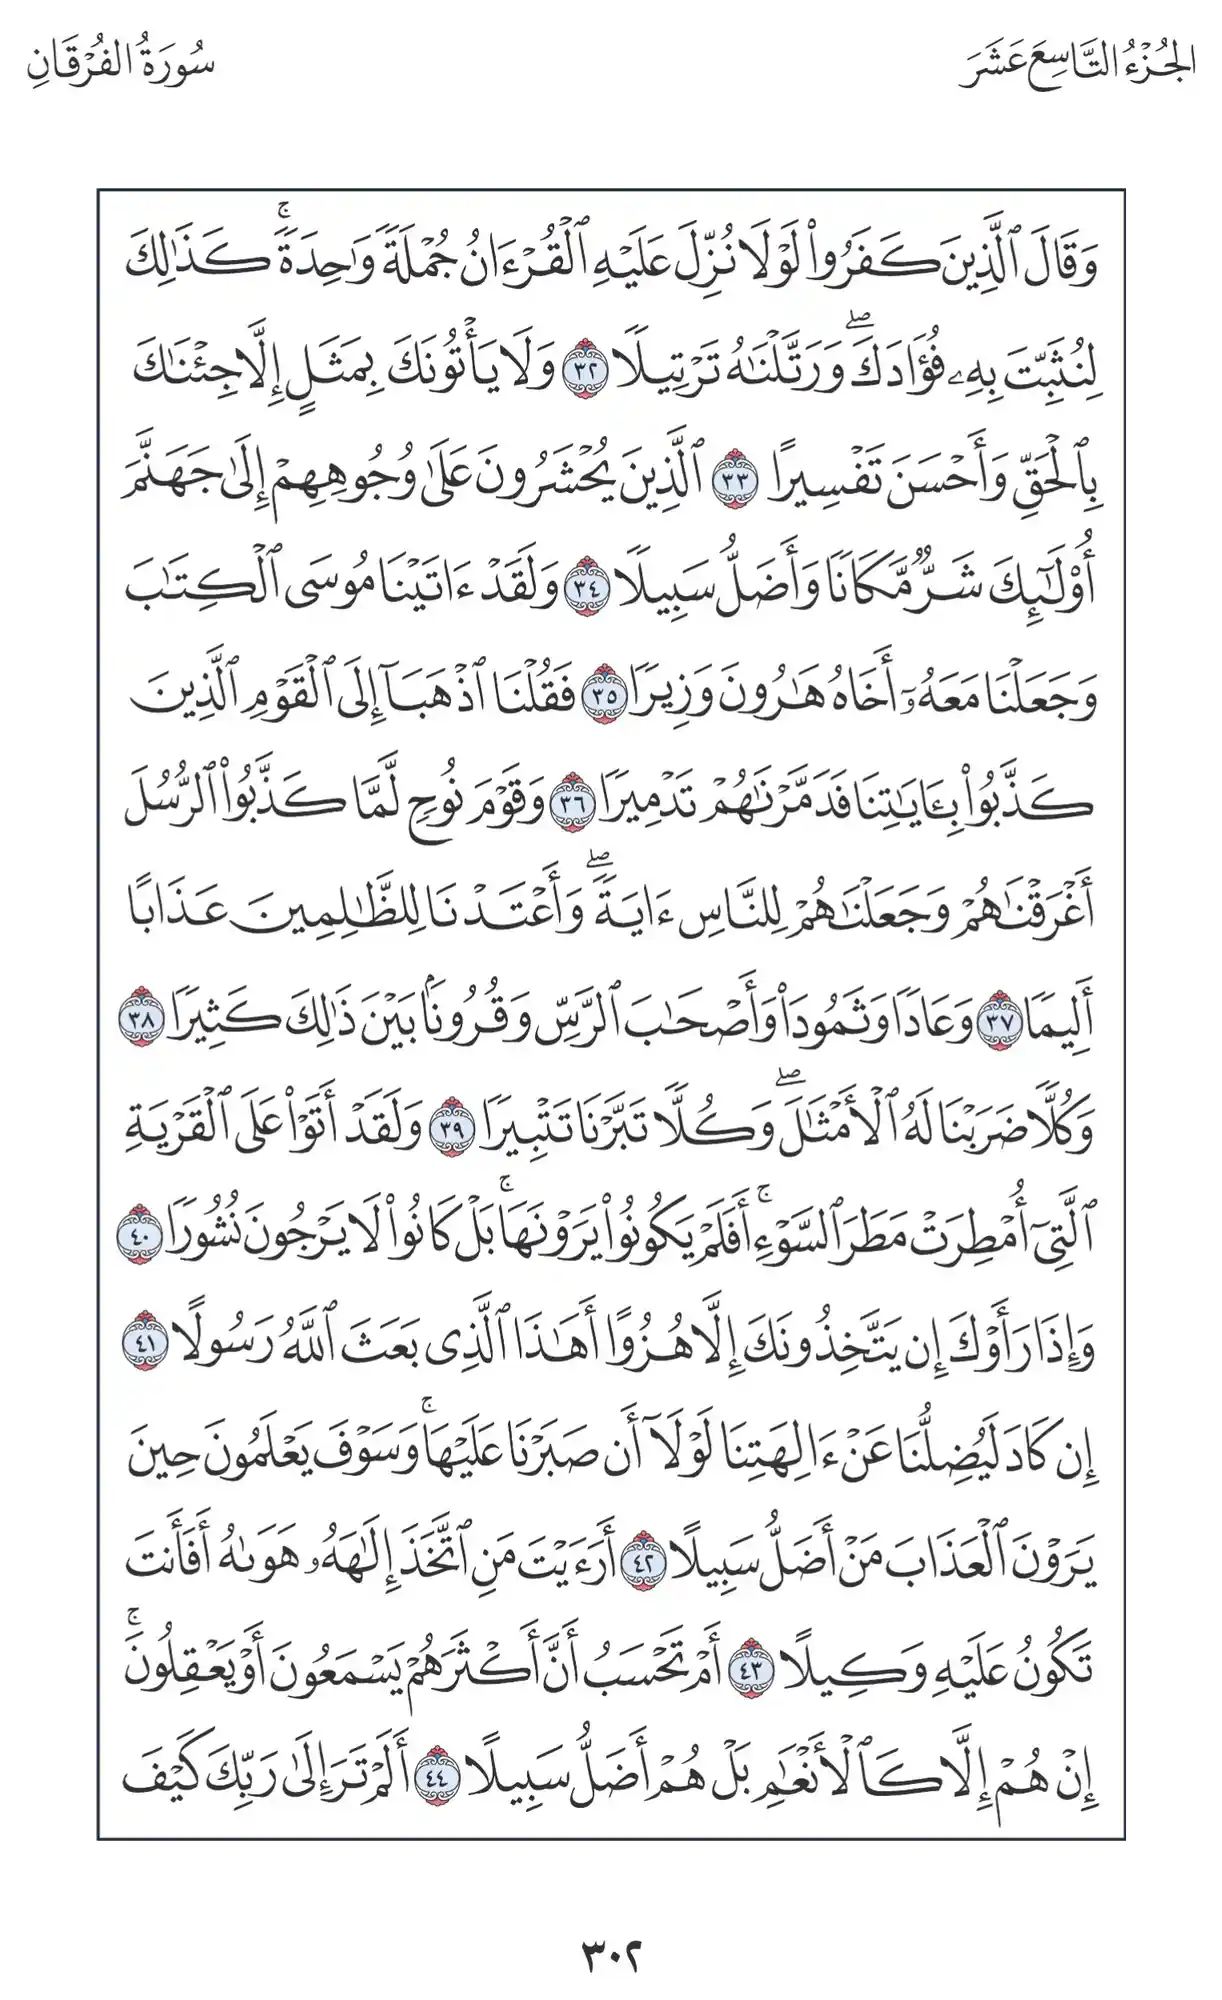 الجُزْءُ التَّاسِعَ عَشَرَ
سُورَةُ الفُرْقَانِ
وَقَالَ ٱلَّذِينَ كَفَرُوا۟ لَوْلَا نُزِّلَ عَلَيْهِ ٱلْقُرْءَانُ جُمْلَةً وَٰحِدَةً ۚ كَذَٰلِكَ
لِنُثَبِّتَ بِهِۦ فُؤَادَكَ ۖ وَرَتَّلْنَٰهُ تَرْتِيلًا ٣٢ وَلَا يَأْتُونَكَ بِمَثَلٍ إِلَّا جِئْنَٰكَ
بِٱلْحَقِّ وَأَحْسَنَ تَفْسِيرًا ٣٣ ٱلَّذِينَ يُحْشَرُونَ عَلَىٰ وُجُوهِهِمْ إِلَىٰ جَهَنَّمَ
أُو۟لَٰٓئِكَ شَرٌّ مَّكَانًا وَأَضَلُّ سَبِيلًا ٣٤ وَلَقَدْ ءَاتَيْنَا مُوسَى ٱلْكِتَٰبَ
وَجَعَلْنَا مَعَهُۥٓ أَخَاهُ هَٰرُونَ وَزِيرًا ٣٥ فَقُلْنَا ٱذْهَبَآ إِلَى ٱلْقَوْمِ ٱلَّذِينَ
كَذَّبُوا۟ بِـَٔايَٰتِنَا فَدَمَّرْنَٰهُمْ تَدْمِيرًا ٣٦ وَقَوْمَ نُوحٍ لَّمَّا كَذَّبُوا۟ ٱلرُّسُلَ
أَغْرَقْنَٰهُمْ وَجَعَلْنَٰهُمْ لِلنَّاسِ ءَايَةً ۖ وَأَعْتَدْنَا لِلظَّٰلِمِينَ عَذَابًا
أَلِيمًا ٣٧ وَعَادًا وَثَمُودَا۟ وَأَصْحَٰبَ ٱلرَّسِّ وَقُرُونًۢا بَيْنَ ذَٰلِكَ كَثِيرًا ٣٨
وَكُلًّا ضَرَبْنَا لَهُ ٱلْأَمْثَٰلَ ۖ وَكُلًّا تَبَّرْنَا تَتْبِيرًا ٣٩ وَلَقَدْ أَتَوْا۟ عَلَى ٱلْقَرْيَةِ
ٱلَّتِىٓ أُمْطِرَتْ مَطَرَ ٱلسَّوْءِ ۚ أَفَلَمْ يَكُونُوا۟ يَرَوْنَهَا ۚ بَلْ كَانُوا۟ لَا يَرْجُونَ نُشُورًا ٤٠
وَإِذَا رَأَوْكَ إِن يَتَّخِذُونَكَ إِلَّا هُزُوًا أَهَٰذَا ٱلَّذِى بَعَثَ ٱللَّهُ رَسُولًا ٤١
إِن كَادَ لَيُضِلُّنَا عَنْ ءَالِهَتِنَا لَوْلَآ أَن صَبَرْنَا عَلَيْهَا ۚ وَسَوْفَ يَعْلَمُونَ حِينَ
يَرَوْنَ ٱلْعَذَابَ مَنْ أَضَلُّ سَبِيلًا ٤٢ أَرَءَيْتَ مَنِ ٱتَّخَذَ إِلَٰهَهُۥ هَوَىٰهُ أَفَأَنتَ
تَكُونُ عَلَيْهِ وَكِيلًا ٤٣ أَمْ تَحْسَبُ أَنَّ أَكْثَرَهُمْ يَسْمَعُونَ أَوْ يَعْقِلُونَ ۚ
إِنْ هُمْ إِلَّا كَٱلْأَنْعَٰمِ بَلْ هُمْ أَضَلُّ سَبِيلًا ٤٤ أَلَمْ تَرَ إِلَىٰ رَبِّكَ كَيْفَ
٣٠٢